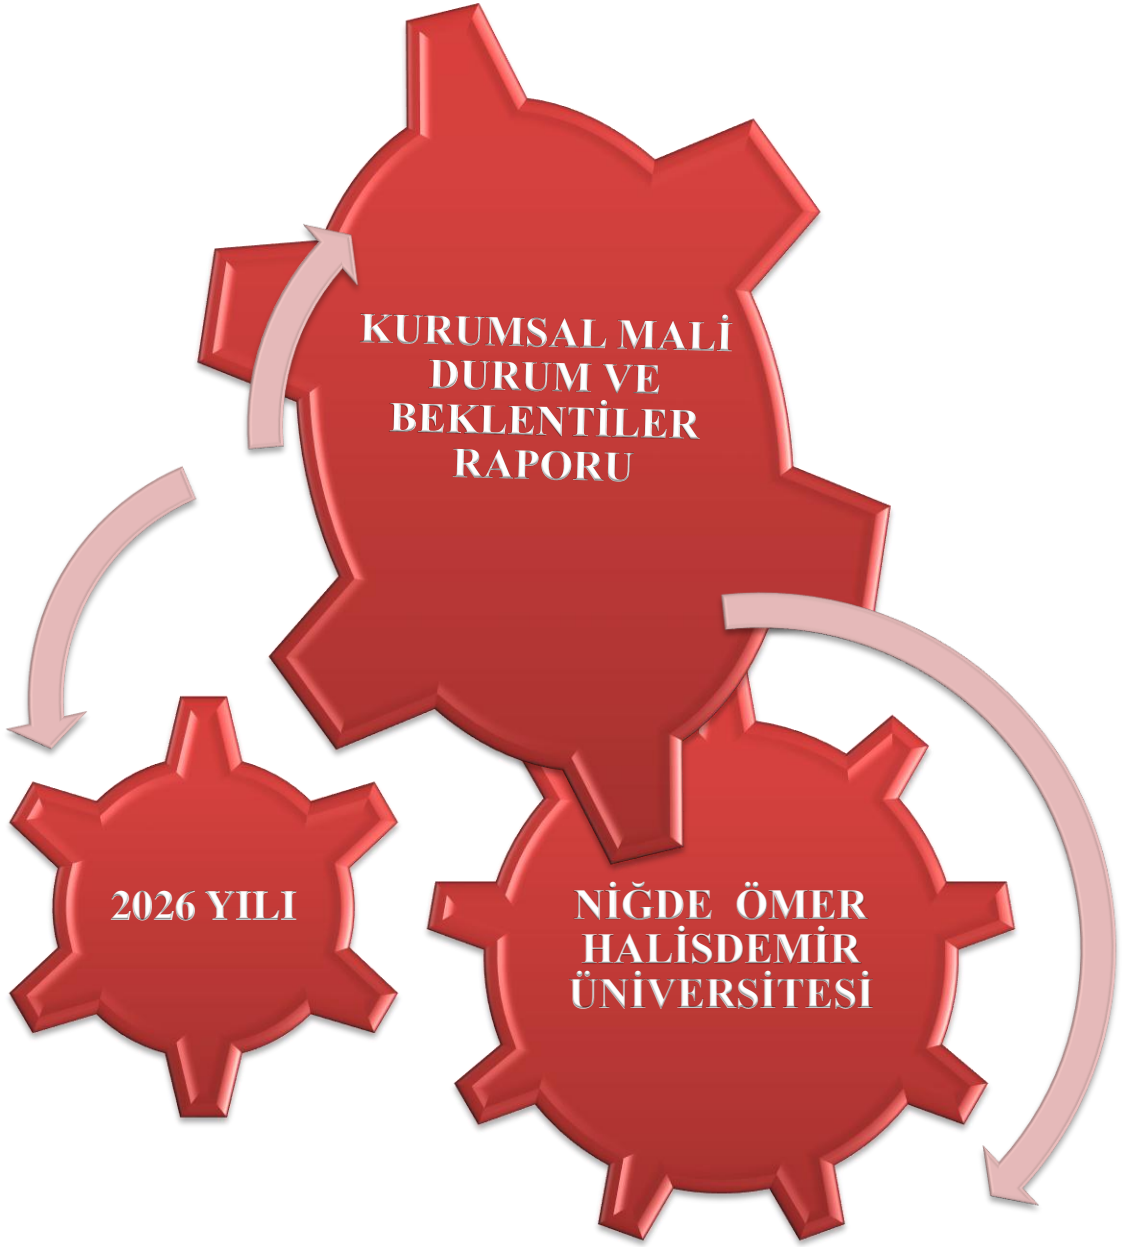 KURUMSAL MALİ
DURUM VE
BEKLENTİLER
RAPORU
2026 YILI
NİĞDE ÖMER
HALİSDEMİR
ÜNİVERSİTESİ